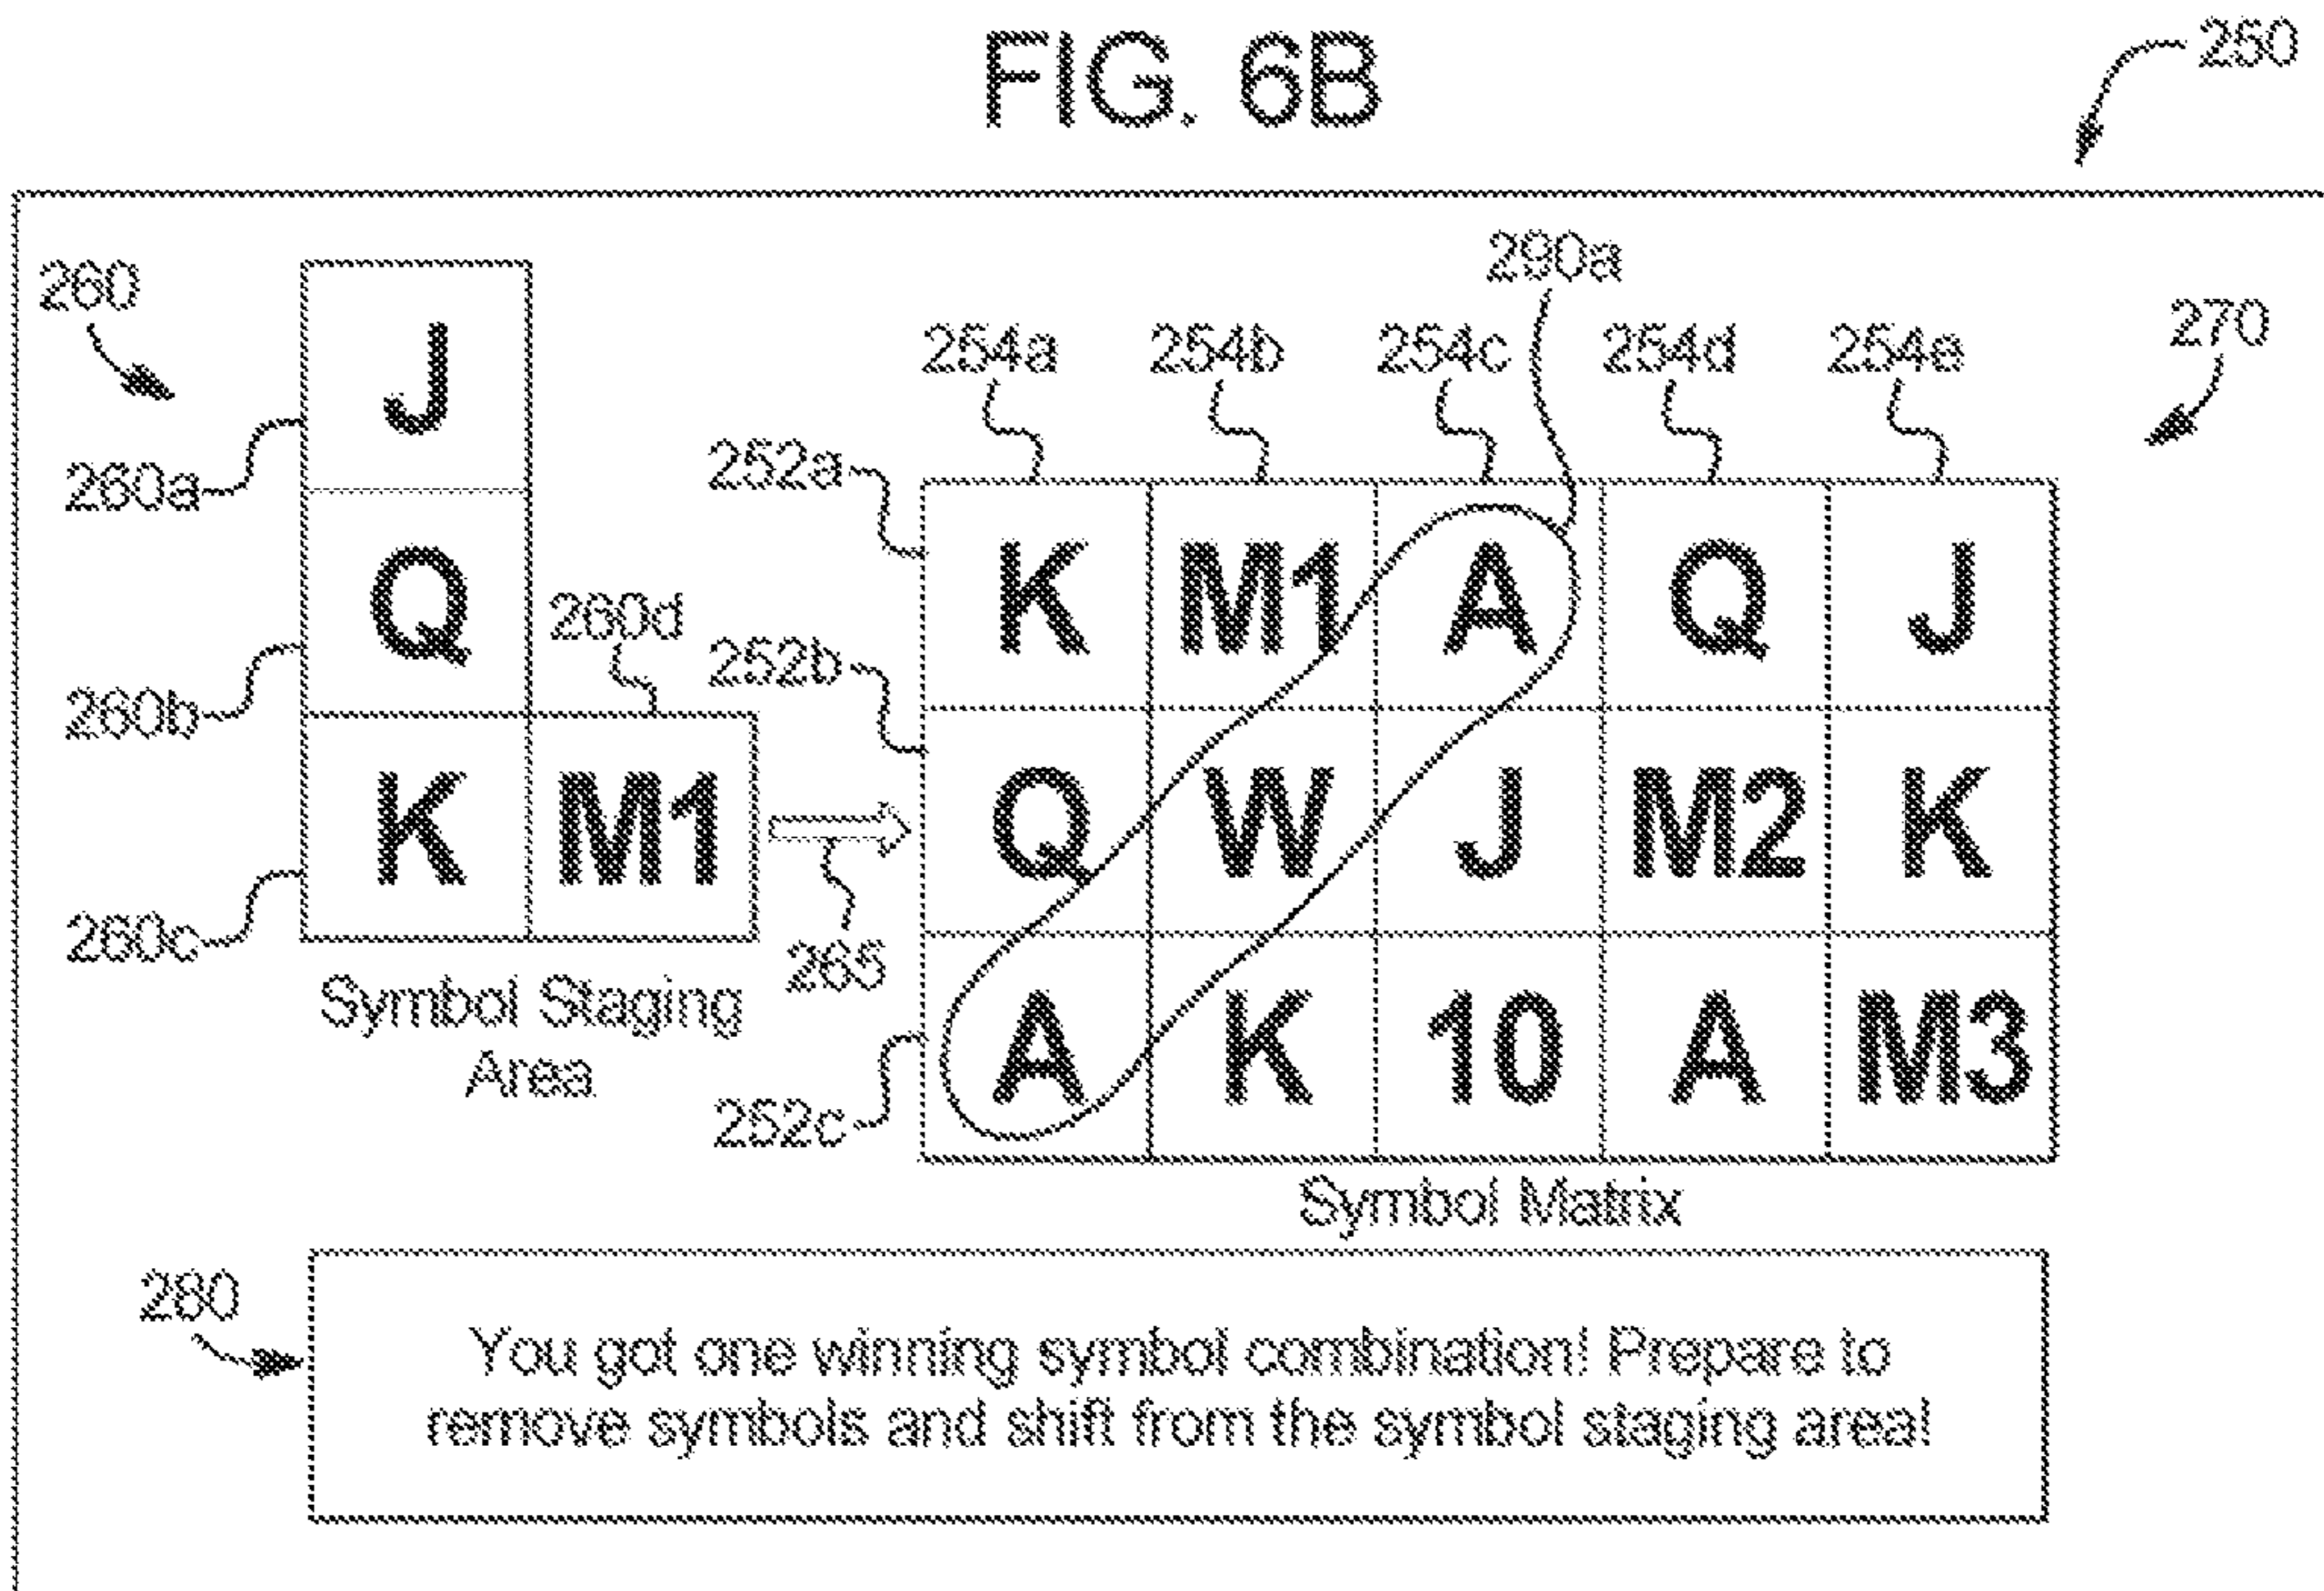 FIG. 6B
250
290a
260
J
254a 254b 254c 254d 254e
270
260a
252a
K M1 A Q J
Q
260d
252b
260b
K M1
Q W J M2 K
260c
265
Symbol Staging
Area
252c
A K 10 A M3
Symbol Matrix
280
You got one winning symbol combination! Prepare to
remove symbols and shift from the symbol staging area!